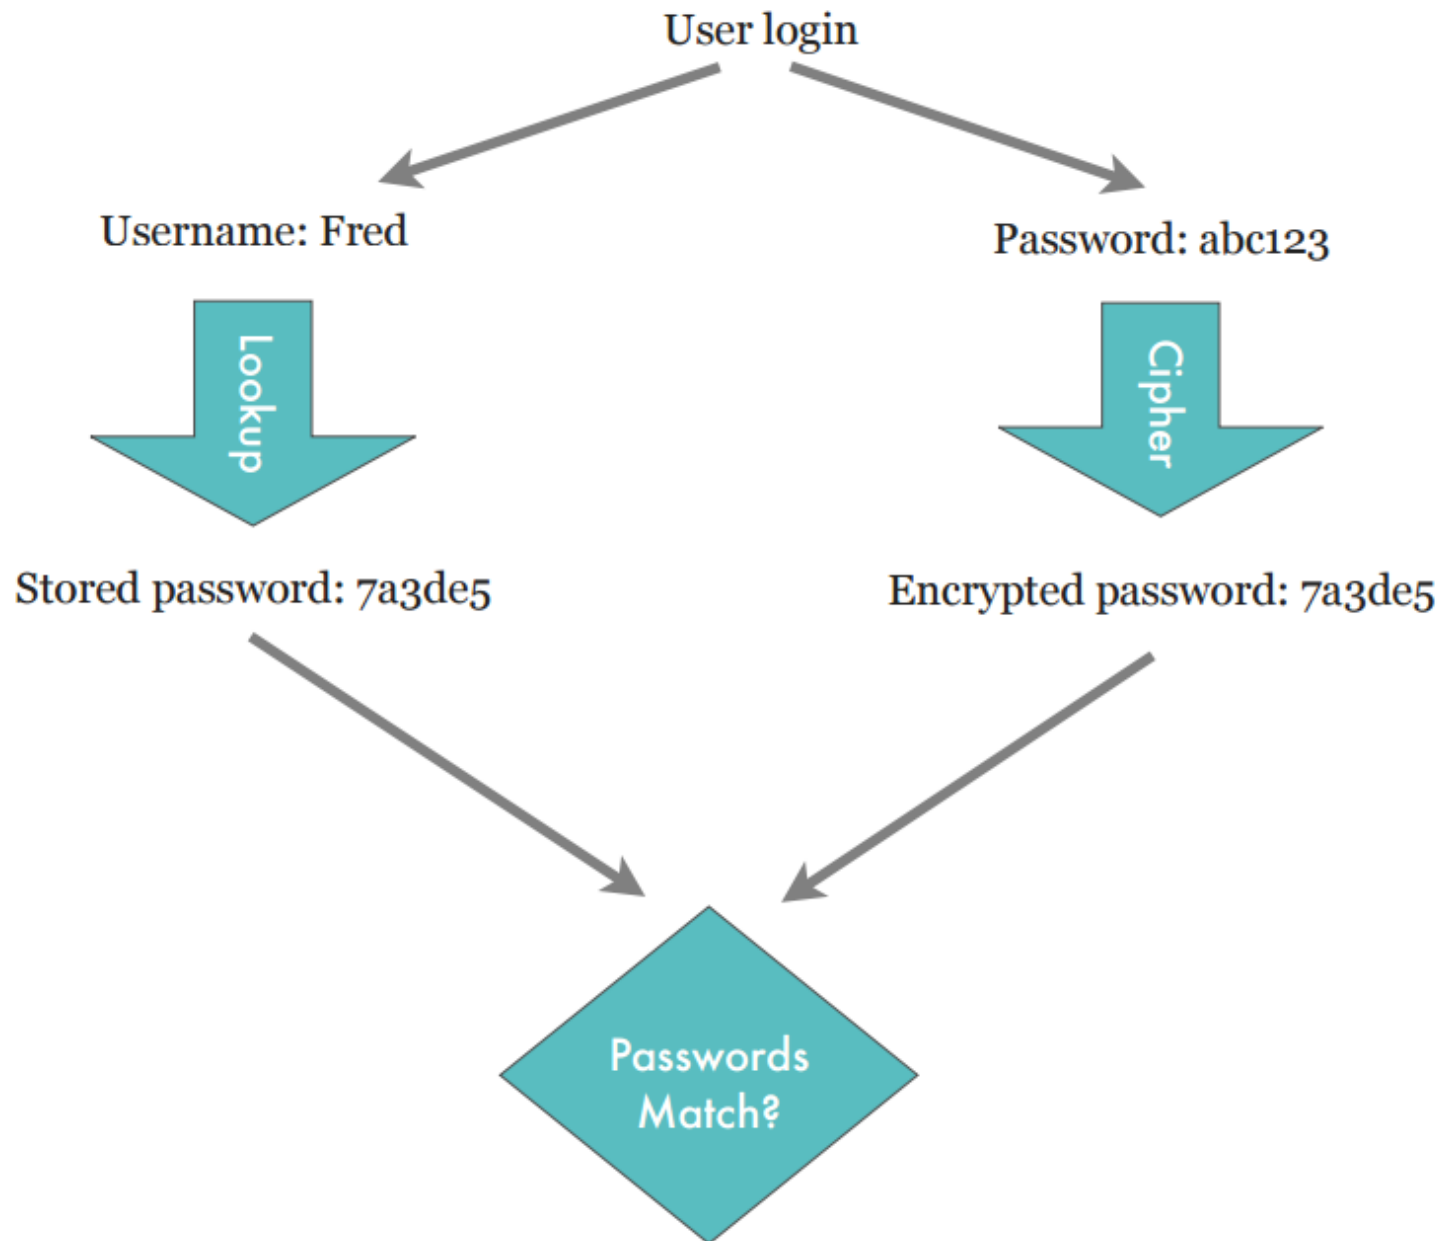 User login
Username: Fred
Password: abc123
Lookup
Cipher
Stored password: 7a3de5
Encrypted password: 7a3de5
Passwords
Match?